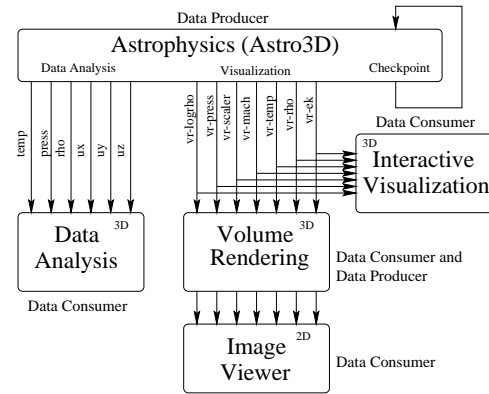 Data Producer
Astrophysics (Astro3D)
Data Analysis
Visualization
Checkpoint
temp
press
rho
ux
uy
uz
vr-logrho
vr-press
vr-scaler
vr-mach
vr-temp
vr-rho
vr-ek
Data Consumer
3D
Interactive
Visualization
3D
Data
Analysis
Data Consumer
3D
Volume
Rendering
Data Consumer and
Data Producer
2D
Image
Viewer
Data Consumer